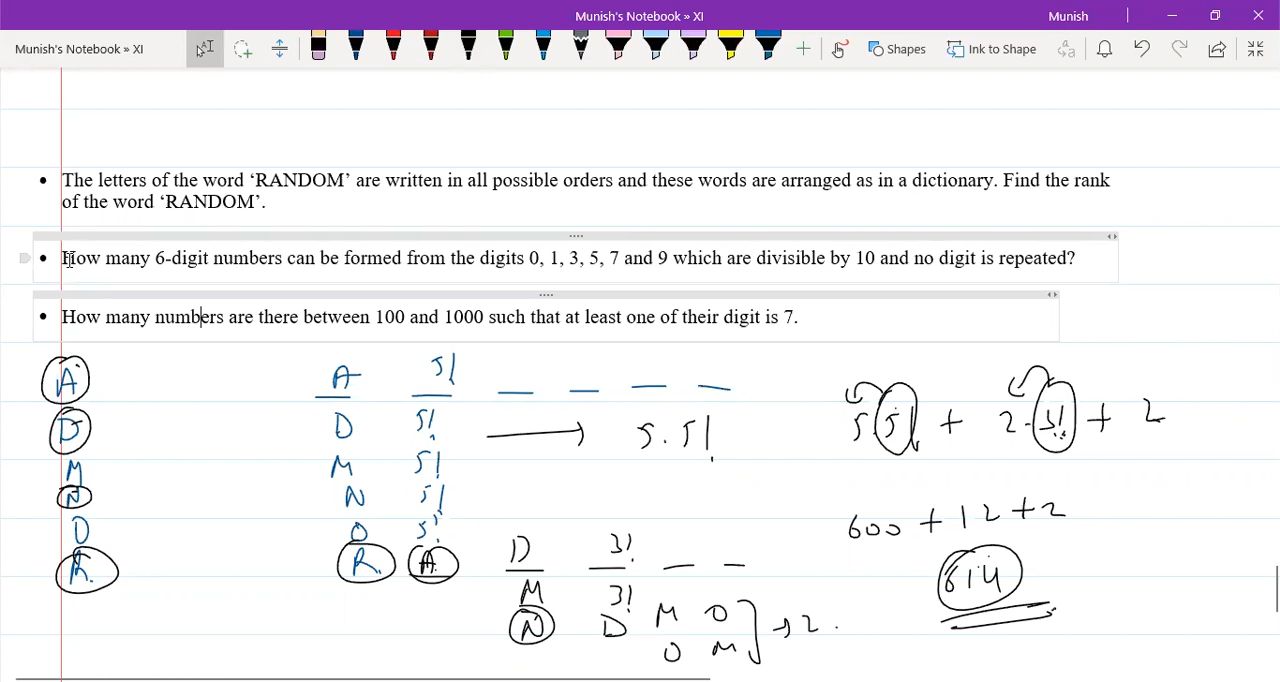 Munish's Notebook » XI
Munish
Munish's Notebook » XI
Shapes
Ink to Shape
• The letters of the word ‘RANDOM’ are written in all possible orders and these words are arranged as in a dictionary. Find the rank
of the word ‘RANDOM’.
• How many 6-digit numbers can be formed from the digits 0, 1, 3, 5, 7 and 9 which are divisible by 10 and no digit is repeated?
• How many numbers are there between 100 and 1000 such that at least one of their digit is 7.
A A 5!
D D 5! → 5.5! 5.5! + 2.3! + 2
M M 5!
N N 5!
O O 5! 600 + 12 + 2
R R A D 3! 614
M 3!
N D M O
O M → 2.